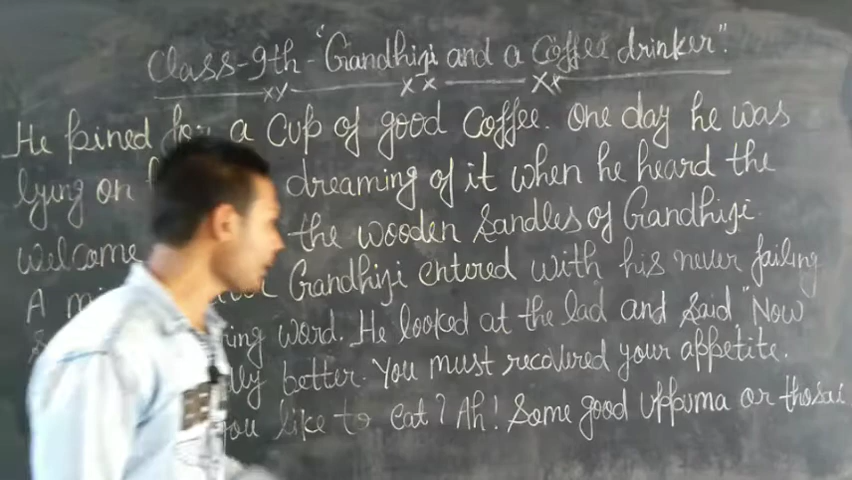 Class-9th-"Gandhiji and a Coffee drinker".
He pined for a Cup of good Coffee. One day he was
lying on dreaming of it when he heard the
welcome the wooden Sandles of Gandhiji.
A Gandhiji entered with his never failing
word. He looked at the lad and said, "Now
better. You must recovered your appetite.
you like to eat? Ah! Some good uppuma or thosai